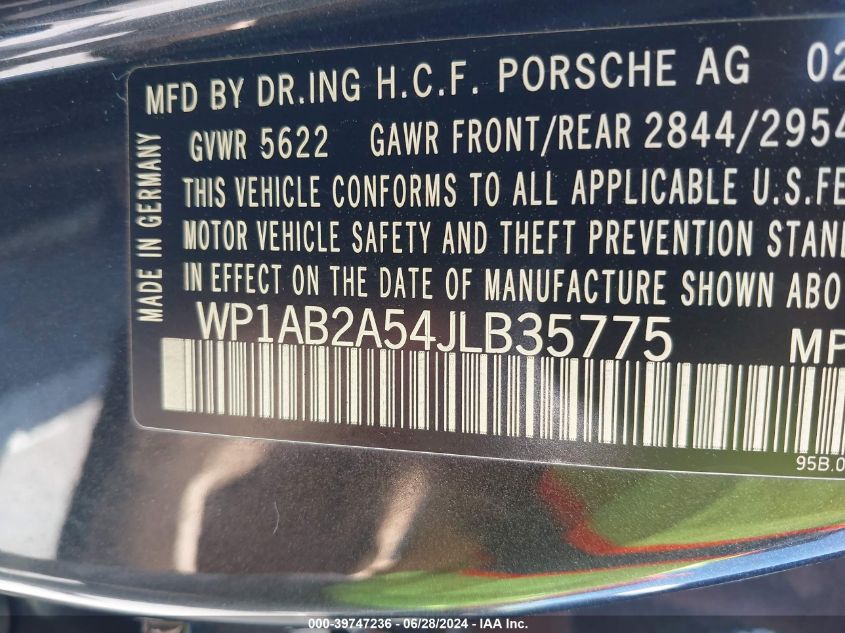 MFD BY DR.ING H.C.F. PORSCHE AG 02
GVWR 5622 GAWR FRONT/REAR 2844/2954
THIS VEHICLE CONFORMS TO ALL APPLICABLE U.S.FE
MOTOR VEHICLE SAFETY AND THEFT PREVENTION STAN
IN EFFECT ON THE DATE OF MANUFACTURE SHOWN ABO
WP1AB2A54JLB35775 MP
95B.0
MADE IN GERMANY
000-39747236 - 06/28/2024 - IAA Inc.